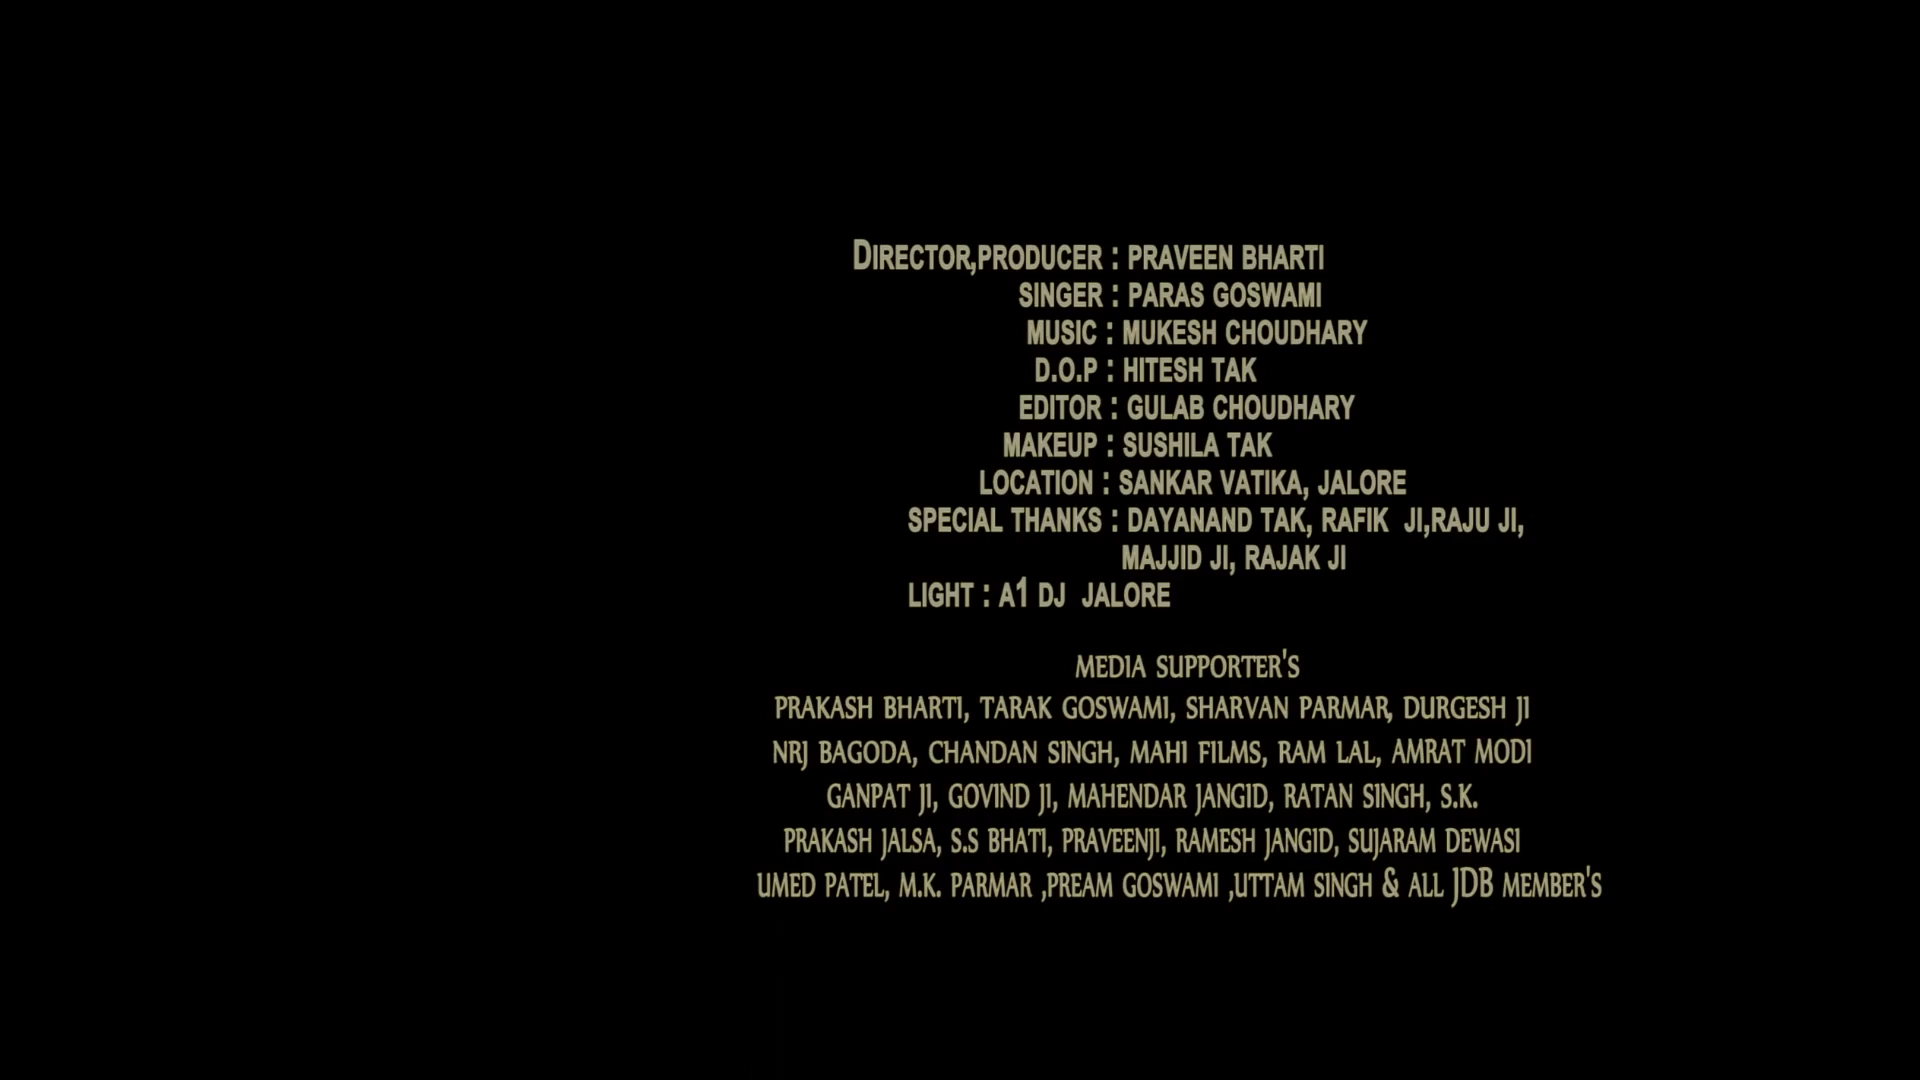 DIRECTOR,PRODUCER : PRAVEEN BHARTI
SINGER : PARAS GOSWAMI
MUSIC : MUKESH CHOUDHARY
D.O.P : HITESH TAK
EDITOR : GULAB CHOUDHARY
MAKEUP : SUSHILA TAK
LOCATION : SANKAR VATIKA, JALORE
SPECIAL THANKS : DAYANAND TAK, RAFIK JI,RAJU JI,
MAJJID JI, RAJAK JI
LIGHT : A1 DJ JALORE
MEDIA SUPPORTER'S
PRAKASH BHARTI, TARAK GOSWAMI, SHARVAN PARMAR, DURGESH JI
NRJ BAGODA, CHANDAN SINGH, MAHI FILMS, RAM LAL, AMRAT MODI
GANPAT JI, GOVIND JI, MAHENDAR JANGID, RATAN SINGH, S.K.
PRAKASH JALSA, S.S BHATI, PRAVEENJI, RAMESH JANGID, SUJARAM DEWASI
UMED PATEL, M.K. PARMAR ,PREAM GOSWAMI ,UTTAM SINGH & ALL JDB MEMBER'S